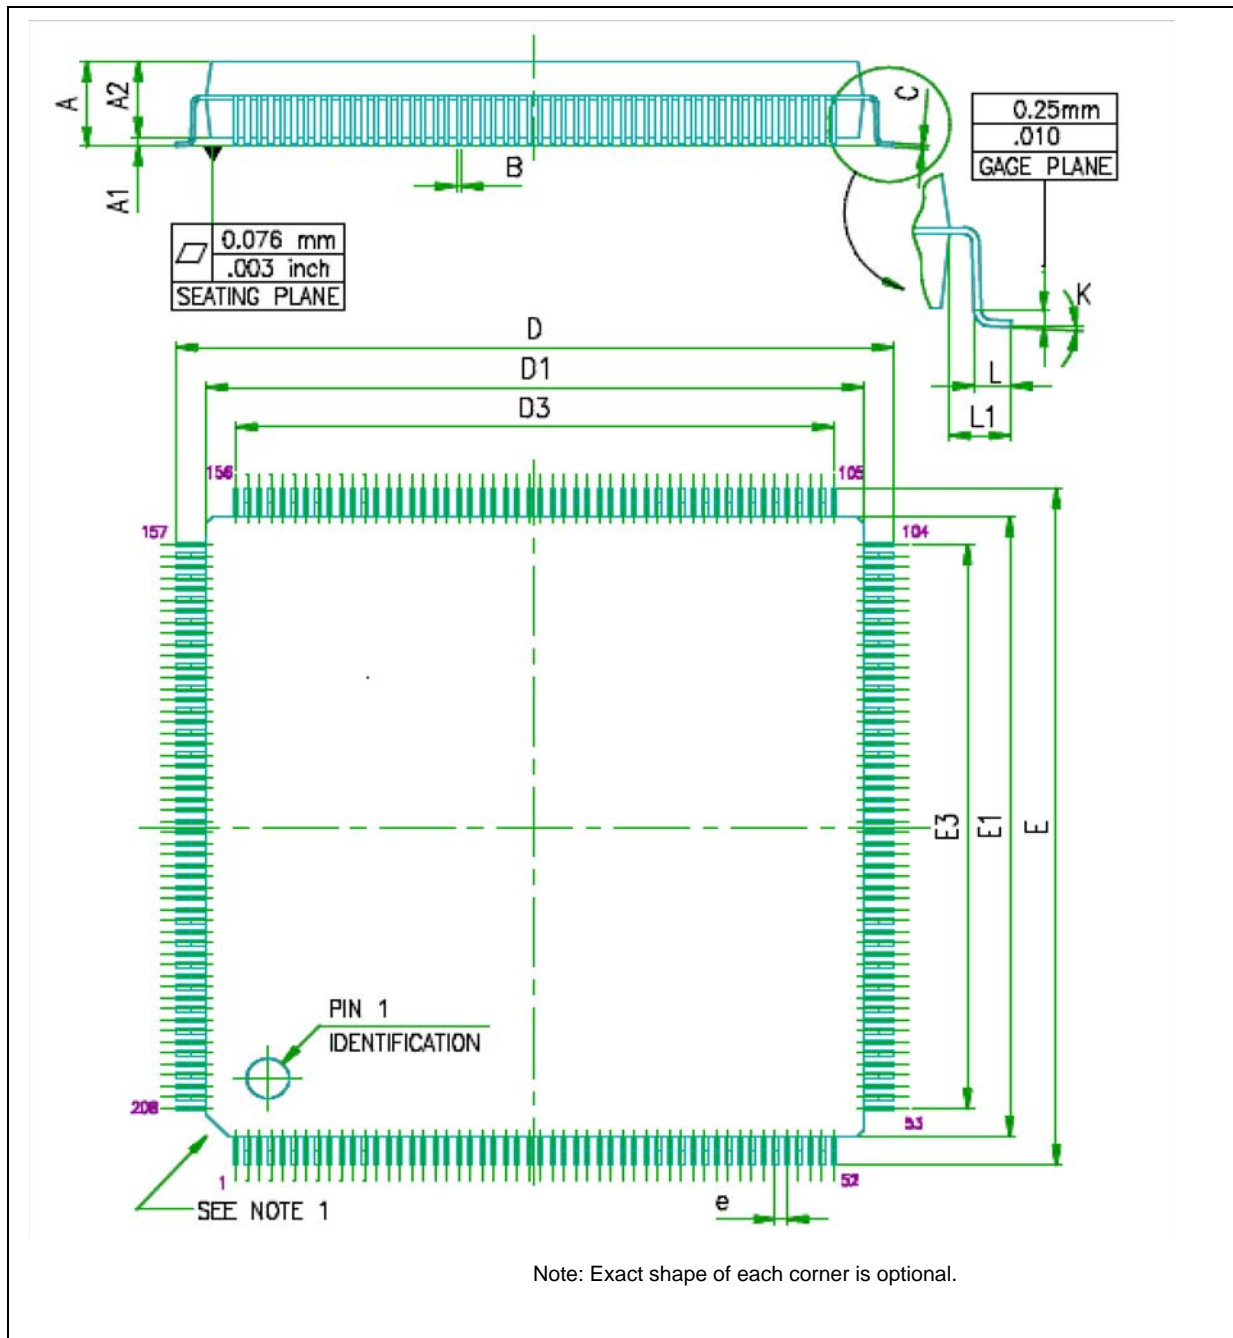 A
A2
A1
B
C
0.25mm
.010
GAGE PLANE
0.076 mm
.003 inch
SEATING PLANE
K
L
L1
D
D1
D3
156
105
157
104
E3
E1
E
PIN 1
IDENTIFICATION
208
53
1
52
SEE NOTE 1
e
Note: Exact shape of each corner is optional.